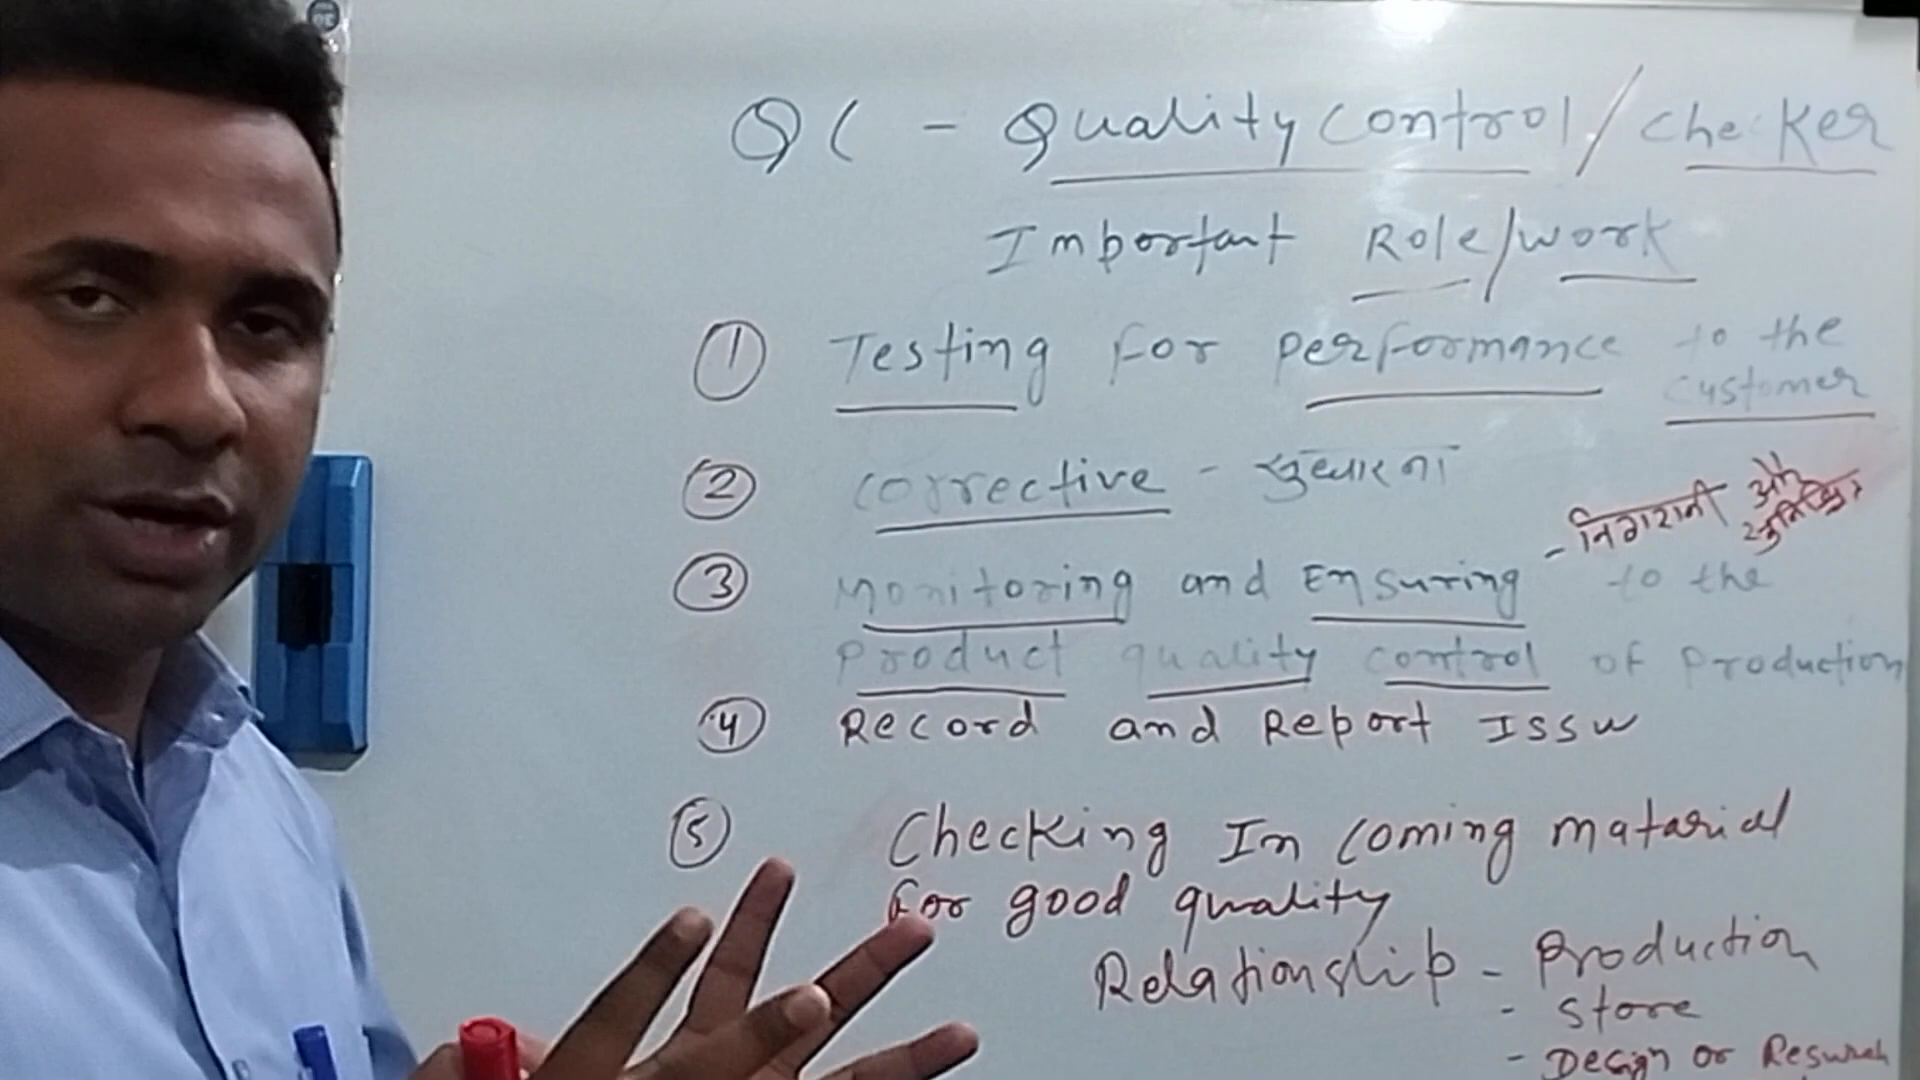 QC - Quality Control / Checker
Important Role/work
① Testing for performance to the
customer
② Corrective - सुधारना
- निगरानी और
सुनिश्चित
③ Monitoring and Ensuring to the
Product quality control of production
④ Record and Report Issu
⑤ Checking In coming matarial
for good quality
Relationship - Production
- Store
- Design or